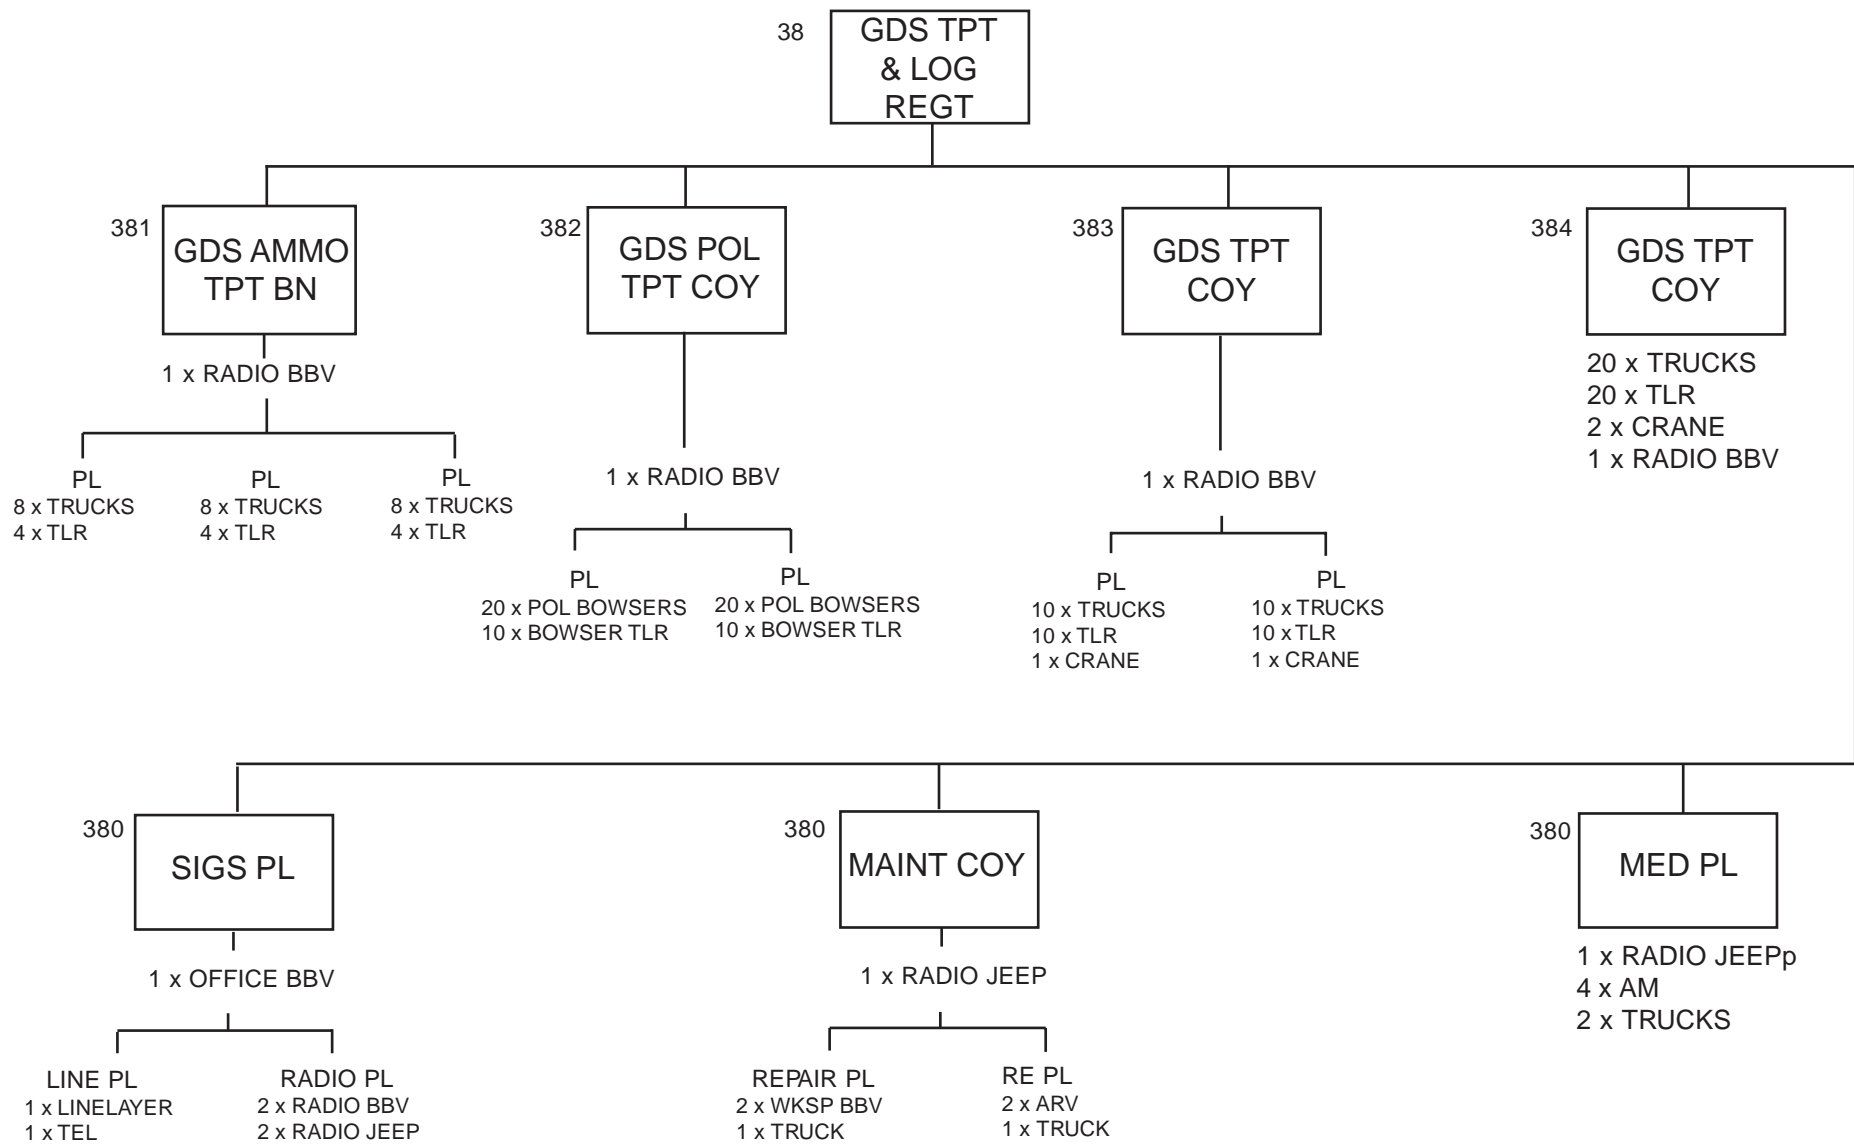 38
GDS TPT
& LOG
REGT
381
GDS AMMO
TPT BN
1 x RADIO BBV
PL
8 x TRUCKS
4 x TLR
PL
8 x TRUCKS
4 x TLR
PL
8 x TRUCKS
4 x TLR
382
GDS POL
TPT COY
1 x RADIO BBV
PL
20 x POL BOWSERS
10 x BOWSER TLR
PL
20 x POL BOWSERS
10 x BOWSER TLR
383
GDS TPT
COY
1 x RADIO BBV
PL
10 x TRUCKS
10 x TLR
1 x CRANE
PL
10 x TRUCKS
10 x TLR
1 x CRANE
384
GDS TPT
COY
20 x TRUCKS
20 x TLR
2 x CRANE
1 x RADIO BBV
380
SIGS PL
1 x OFFICE BBV
LINE PL
1 x LINELAYER
1 x TEL
RADIO PL
2 x RADIO BBV
2 x RADIO JEEP
380
MAINT COY
1 x RADIO JEEP
REPAIR PL
2 x WKSP BBV
1 x TRUCK
RE PL
2 x ARV
1 x TRUCK
380
MED PL
1 x RADIO JEEPp
4 x AM
2 x TRUCKS